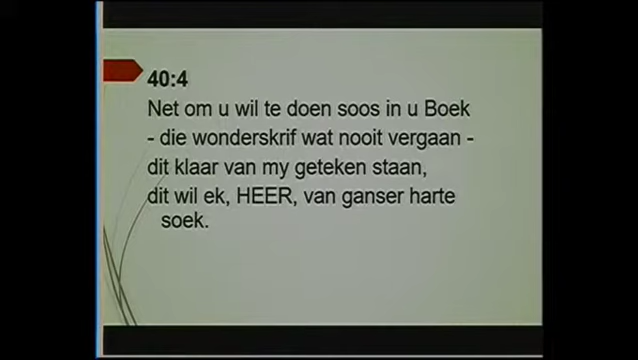 40:4
Net om u wil te doen soos in u Boek
- die wonderskrif wat nooit vergaan -
dit klaar van my geteken staan,
dit wil ek, HEER, van ganser harte
soek.